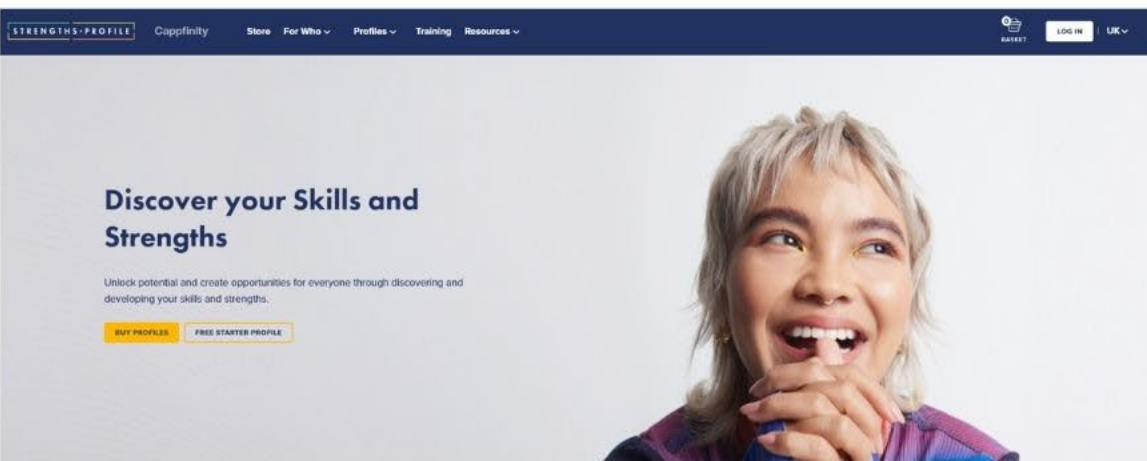 STRENGTHS·PROFILE Cappfinity Store For Who Profiles Training Resources 0 BASKET LOG IN | UK
Discover your Skills and
Strengths
Unlock potential and create opportunities for everyone through discovering and
developing your skills and strengths.
BUY PROFILES FREE STARTER PROFILE